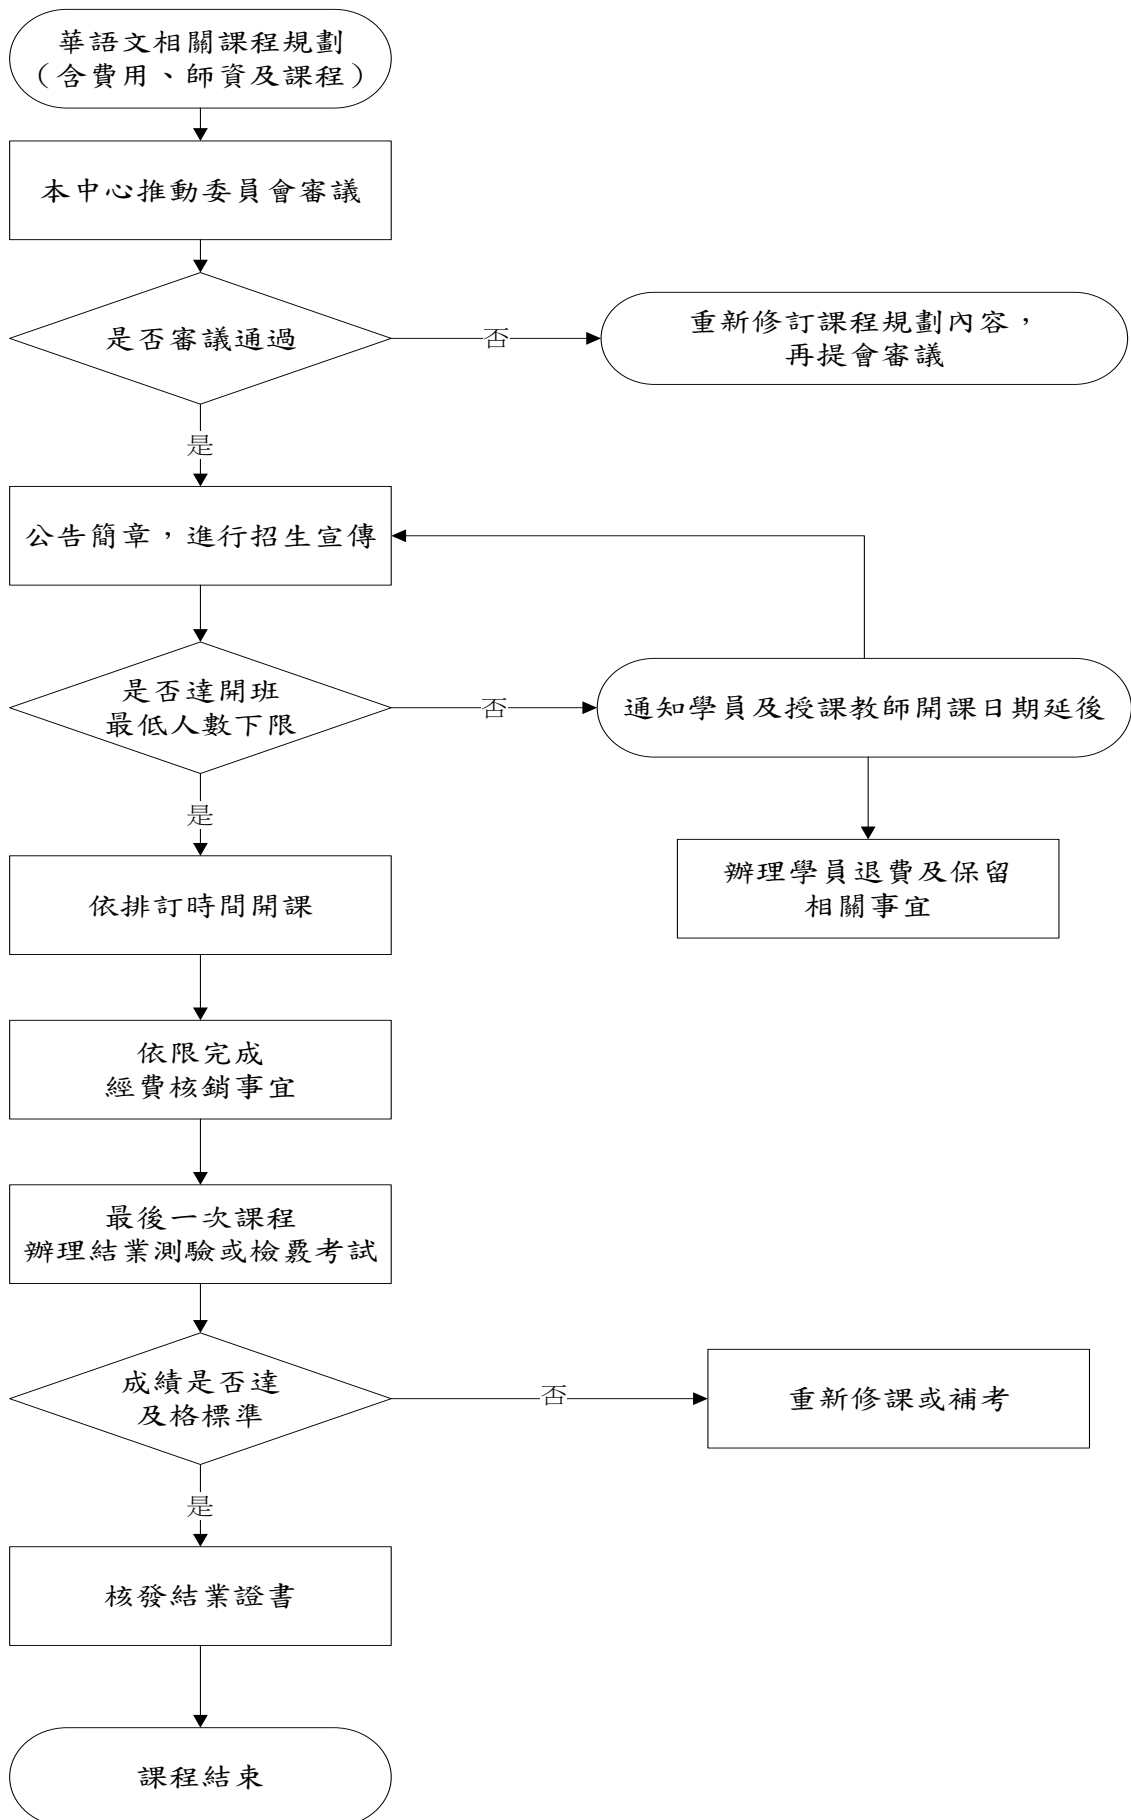 華語文相關課程規劃
（含費用、師資及課程）
本中心推動委員會審議
是否審議通過
否
重新修訂課程規劃內容，
再提會審議
是
公告簡章，進行招生宣傳
是否達開班
最低人數下限
否
通知學員及授課教師開課日期延後
是
辦理學員退費及保留
相關事宜
依排訂時間開課
依限完成
經費核銷事宜
最後一次課程
辦理結業測驗或檢覈考試
成績是否達
及格標準
否
重新修課或補考
是
核發結業證書
課程結束